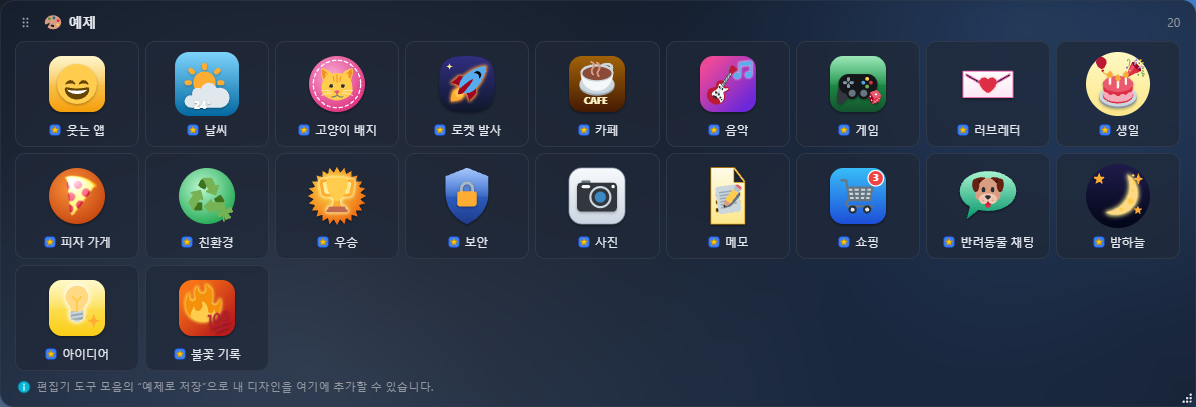 예제
20
24°
웃는 앱
날씨
고양이 배지
로켓 발사
CAFE
카페
음악
게임
러브레터
생일
피자 가게
친환경
우승
보안
사진
메모
3
쇼핑
반려동물 채팅
밤하늘
아이디어
100
불꽃 기록
편집기 도구 모음의 "예제로 저장"으로 내 디자인을 여기에 추가할 수 있습니다.